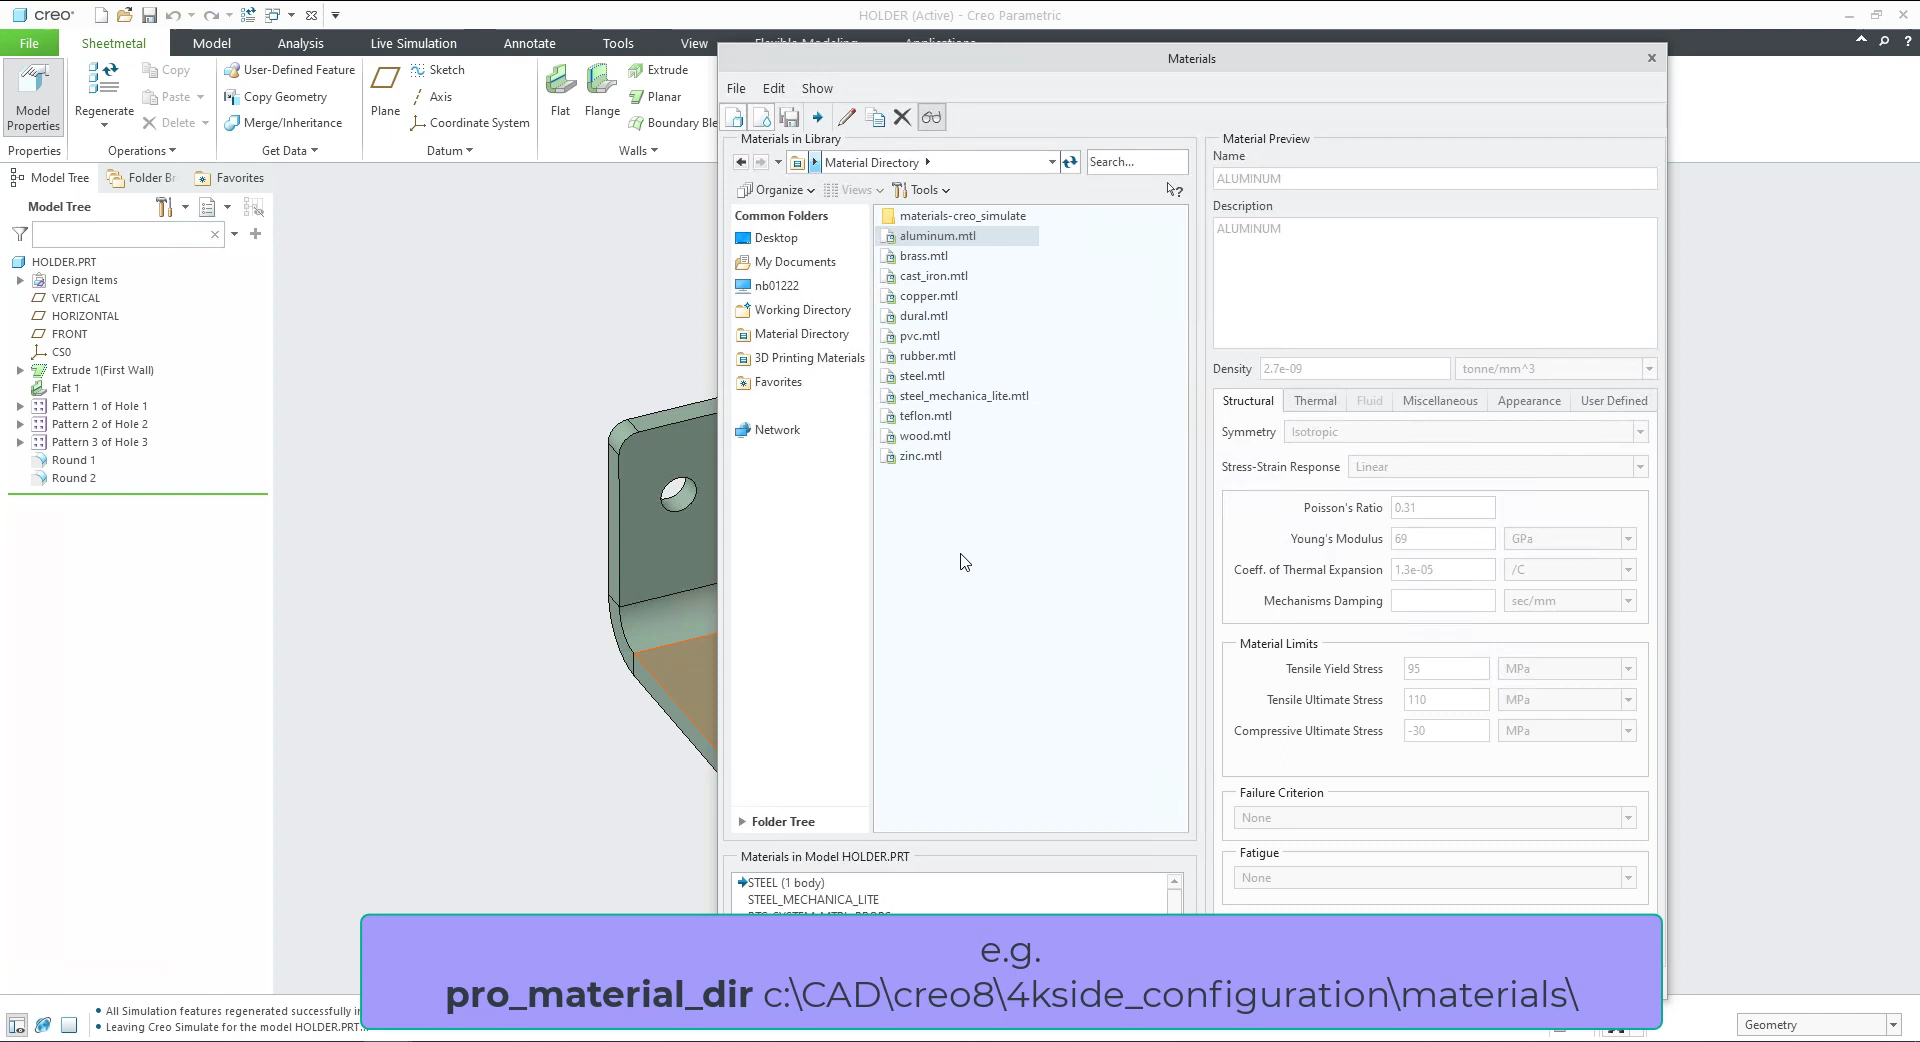 creo
HOLDER (Active) - Creo Parametric
File
Sheetmetal
Model
Analysis
Live Simulation
Annotate
Tools
View
Flexible Modeling
Applications
Model
Properties
Regenerate
Copy
Paste
Delete
User-Defined Feature
Copy Geometry
Merge/Inheritance
Plane
Sketch
Axis
Coordinate System
Flat
Flange
Extrude
Planar
Boundary Ble
Properties
Operations
Get Data
Datum
Walls
Model Tree
Folder Br
Favorites
Model Tree
HOLDER.PRT
Design Items
VERTICAL
HORIZONTAL
FRONT
CS0
Extrude 1(First Wall)
Flat 1
Pattern 1 of Hole 1
Pattern 2 of Hole 2
Pattern 3 of Hole 3
Round 1
Round 2
Materials
File
Edit
Show
Materials in Library
Material Directory
Search...
Organize
Views
Tools
Common Folders
Desktop
My Documents
nb01222
Working Directory
Material Directory
3D Printing Materials
Favorites
Network
Folder Tree
materials-creo_simulate
aluminum.mtl
brass.mtl
cast_iron.mtl
copper.mtl
dural.mtl
pvc.mtl
rubber.mtl
steel.mtl
steel_mechanica_lite.mtl
teflon.mtl
wood.mtl
zinc.mtl
Materials in Model HOLDER.PRT
STEEL (1 body)
STEEL_MECHANICA_LITE
PTC_SYSTEM_MTRL_PROPS
Material Preview
Name
ALUMINUM
Description
ALUMINUM
Density 2.7e-09 tonne/mm^3
Structural
Thermal
Fluid
Miscellaneous
Appearance
User Defined
Symmetry Isotropic
Stress-Strain Response Linear
Poisson's Ratio 0.31
Young's Modulus 69 GPa
Coeff. of Thermal Expansion 1.3e-05 /C
Mechanisms Damping sec/mm
Material Limits
Tensile Yield Stress 95 MPa
Tensile Ultimate Stress 110 MPa
Compressive Ultimate Stress -30 MPa
Failure Criterion
None
Fatigue
None
e.g.
pro_material_dir c:\CAD\creo8\4kside_configuration\materials\
• All Simulation features regenerated successfully in
• Leaving Creo Simulate for the model HOLDER.PRT...
Geometry